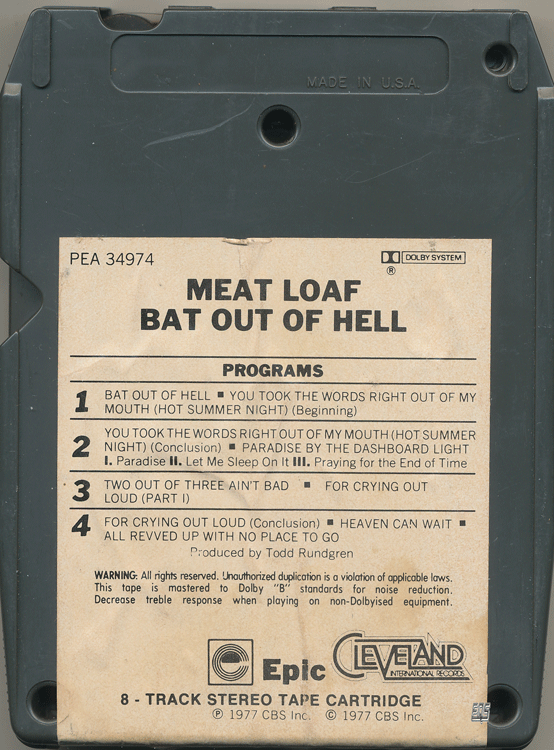 MADE IN U.S.A.
PEA 34974
DOLBY SYSTEM
®
MEAT LOAF
BAT OUT OF HELL
PROGRAMS
1 BAT OUT OF HELL ■ YOU TOOK THE WORDS RIGHT OUT OF MY
MOUTH (HOT SUMMER NIGHT) (Beginning)
2 YOU TOOK THE WORDS RIGHT OUT OF MY MOUTH (HOT SUMMER
NIGHT) (Conclusion) ■ PARADISE BY THE DASHBOARD LIGHT
I. Paradise II. Let Me Sleep On It III. Praying for the End of Time
3 TWO OUT OF THREE AIN'T BAD ■ FOR CRYING OUT
LOUD (PART I)
4 FOR CRYING OUT LOUD (Conclusion) ■ HEAVEN CAN WAIT ■
ALL REVVED UP WITH NO PLACE TO GO
Produced by Todd Rundgren
WARNING: All rights reserved. Unauthorized duplication is a violation of applicable laws.
This tape is mastered to Dolby "B" standards for noise reduction.
Decrease treble response when playing on non-Dolbyised equipment.
e Epic
CLEVELAND
INTERNATIONAL RECORDS
8 - TRACK STEREO TAPE CARTRIDGE
℗ 1977 CBS Inc. © 1977 CBS Inc.